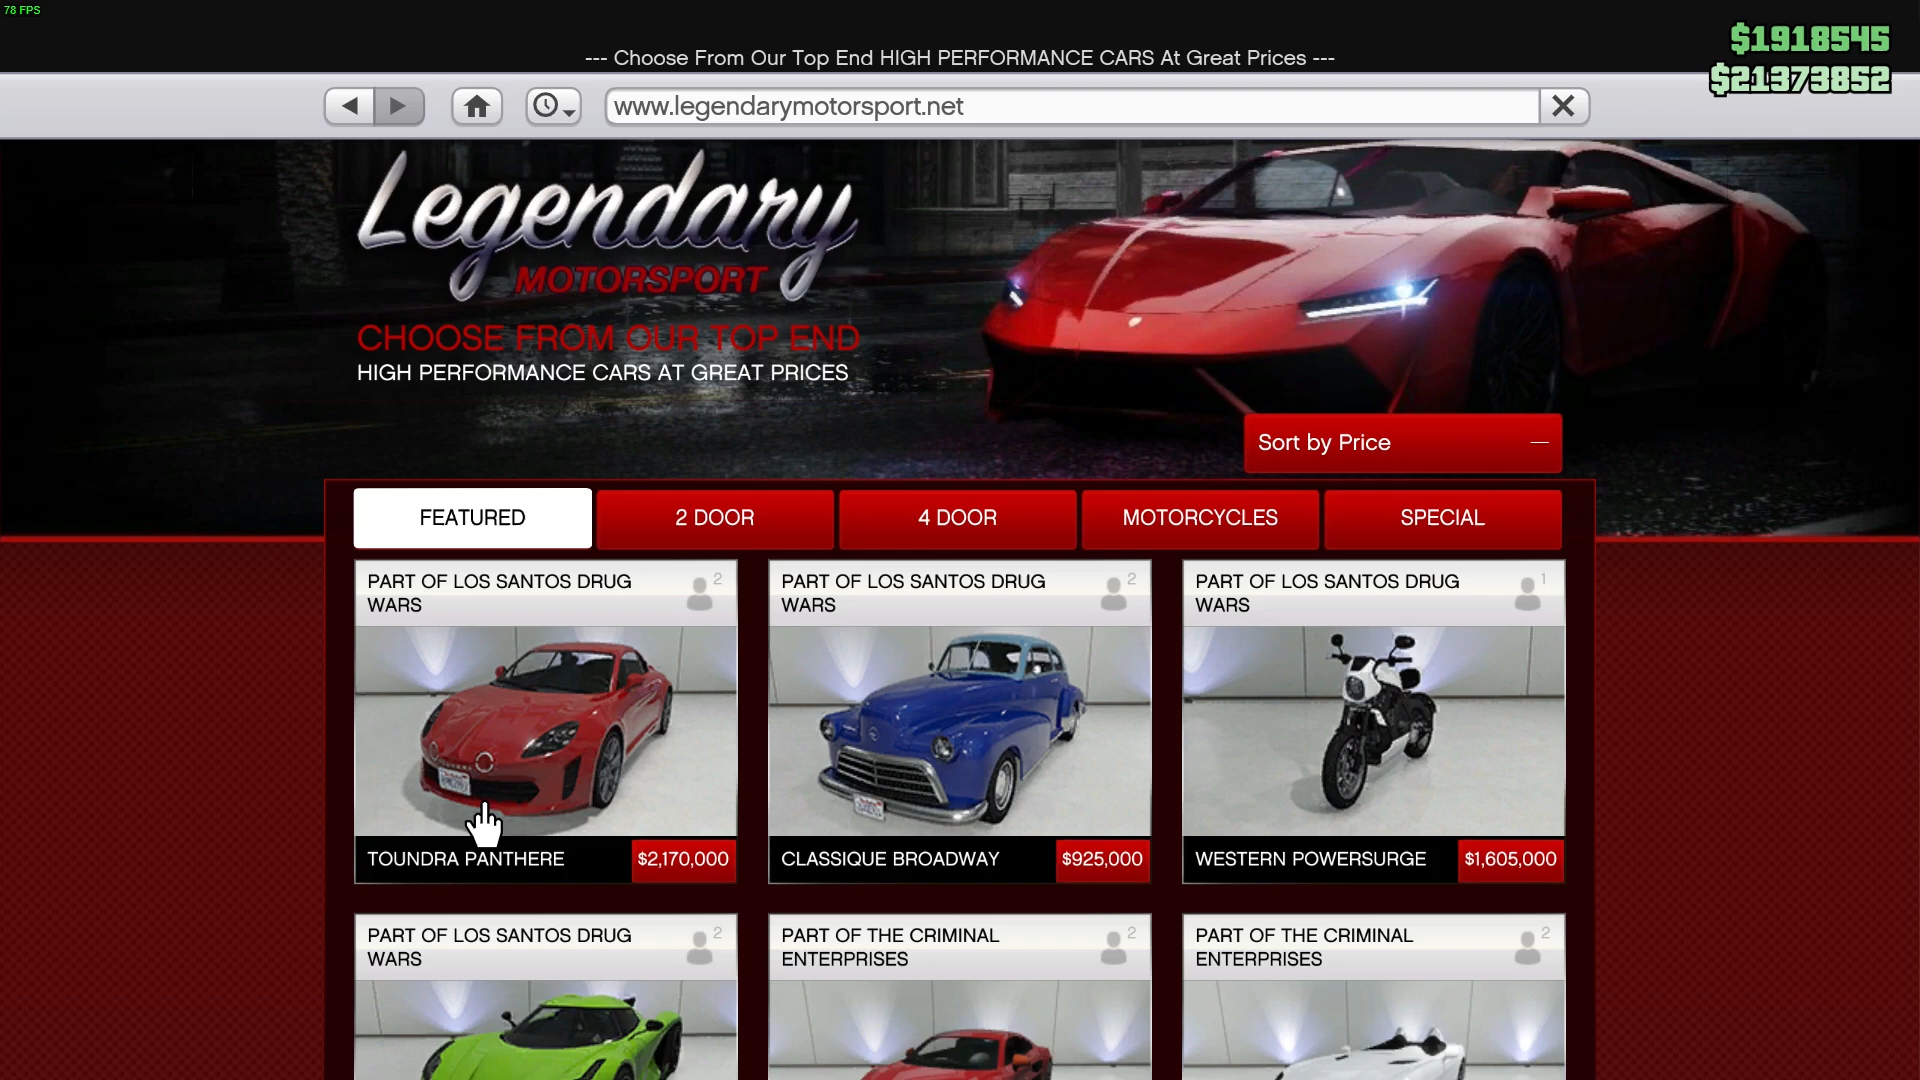 78 FPS
$1918545
--- Choose From Our Top End HIGH PERFORMANCE CARS At Great Prices ---
$21373852
www.legendarymotorsport.net
Legendary
MOTORSPORT
CHOOSE FROM OUR TOP END
HIGH PERFORMANCE CARS AT GREAT PRICES
Sort by Price
FEATURED
2 DOOR
4 DOOR
MOTORCYCLES
SPECIAL
PART OF LOS SANTOS DRUG
WARS
2
PART OF LOS SANTOS DRUG
WARS
2
PART OF LOS SANTOS DRUG
WARS
1
TOUNDRA PANTHERE
$2,170,000
CLASSIQUE BROADWAY
$925,000
WESTERN POWERSURGE
$1,605,000
PART OF LOS SANTOS DRUG
WARS
2
PART OF THE CRIMINAL
ENTERPRISES
2
PART OF THE CRIMINAL
ENTERPRISES
2